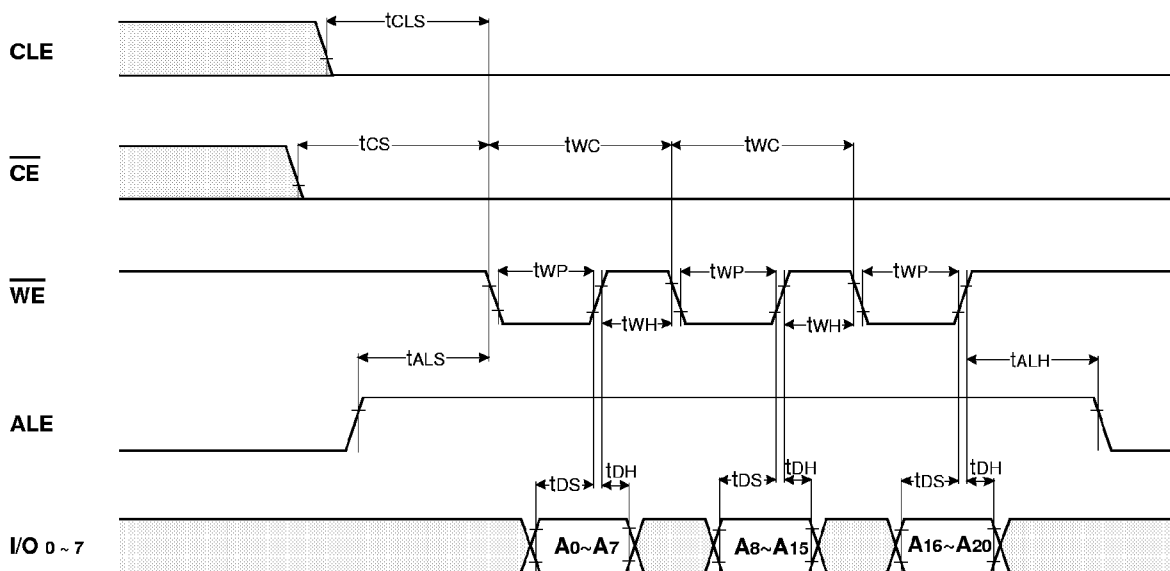 CLE
tCLS
CE
tCS
tWC
tWC
WE
tWP
tWP
tWP
tWH
tWH
tALS
tALH
ALE
tDS
tDH
tDS
tDH
tDS
tDH
I/O 0 ~ 7
A0~A7
A8~A15
A16~A20